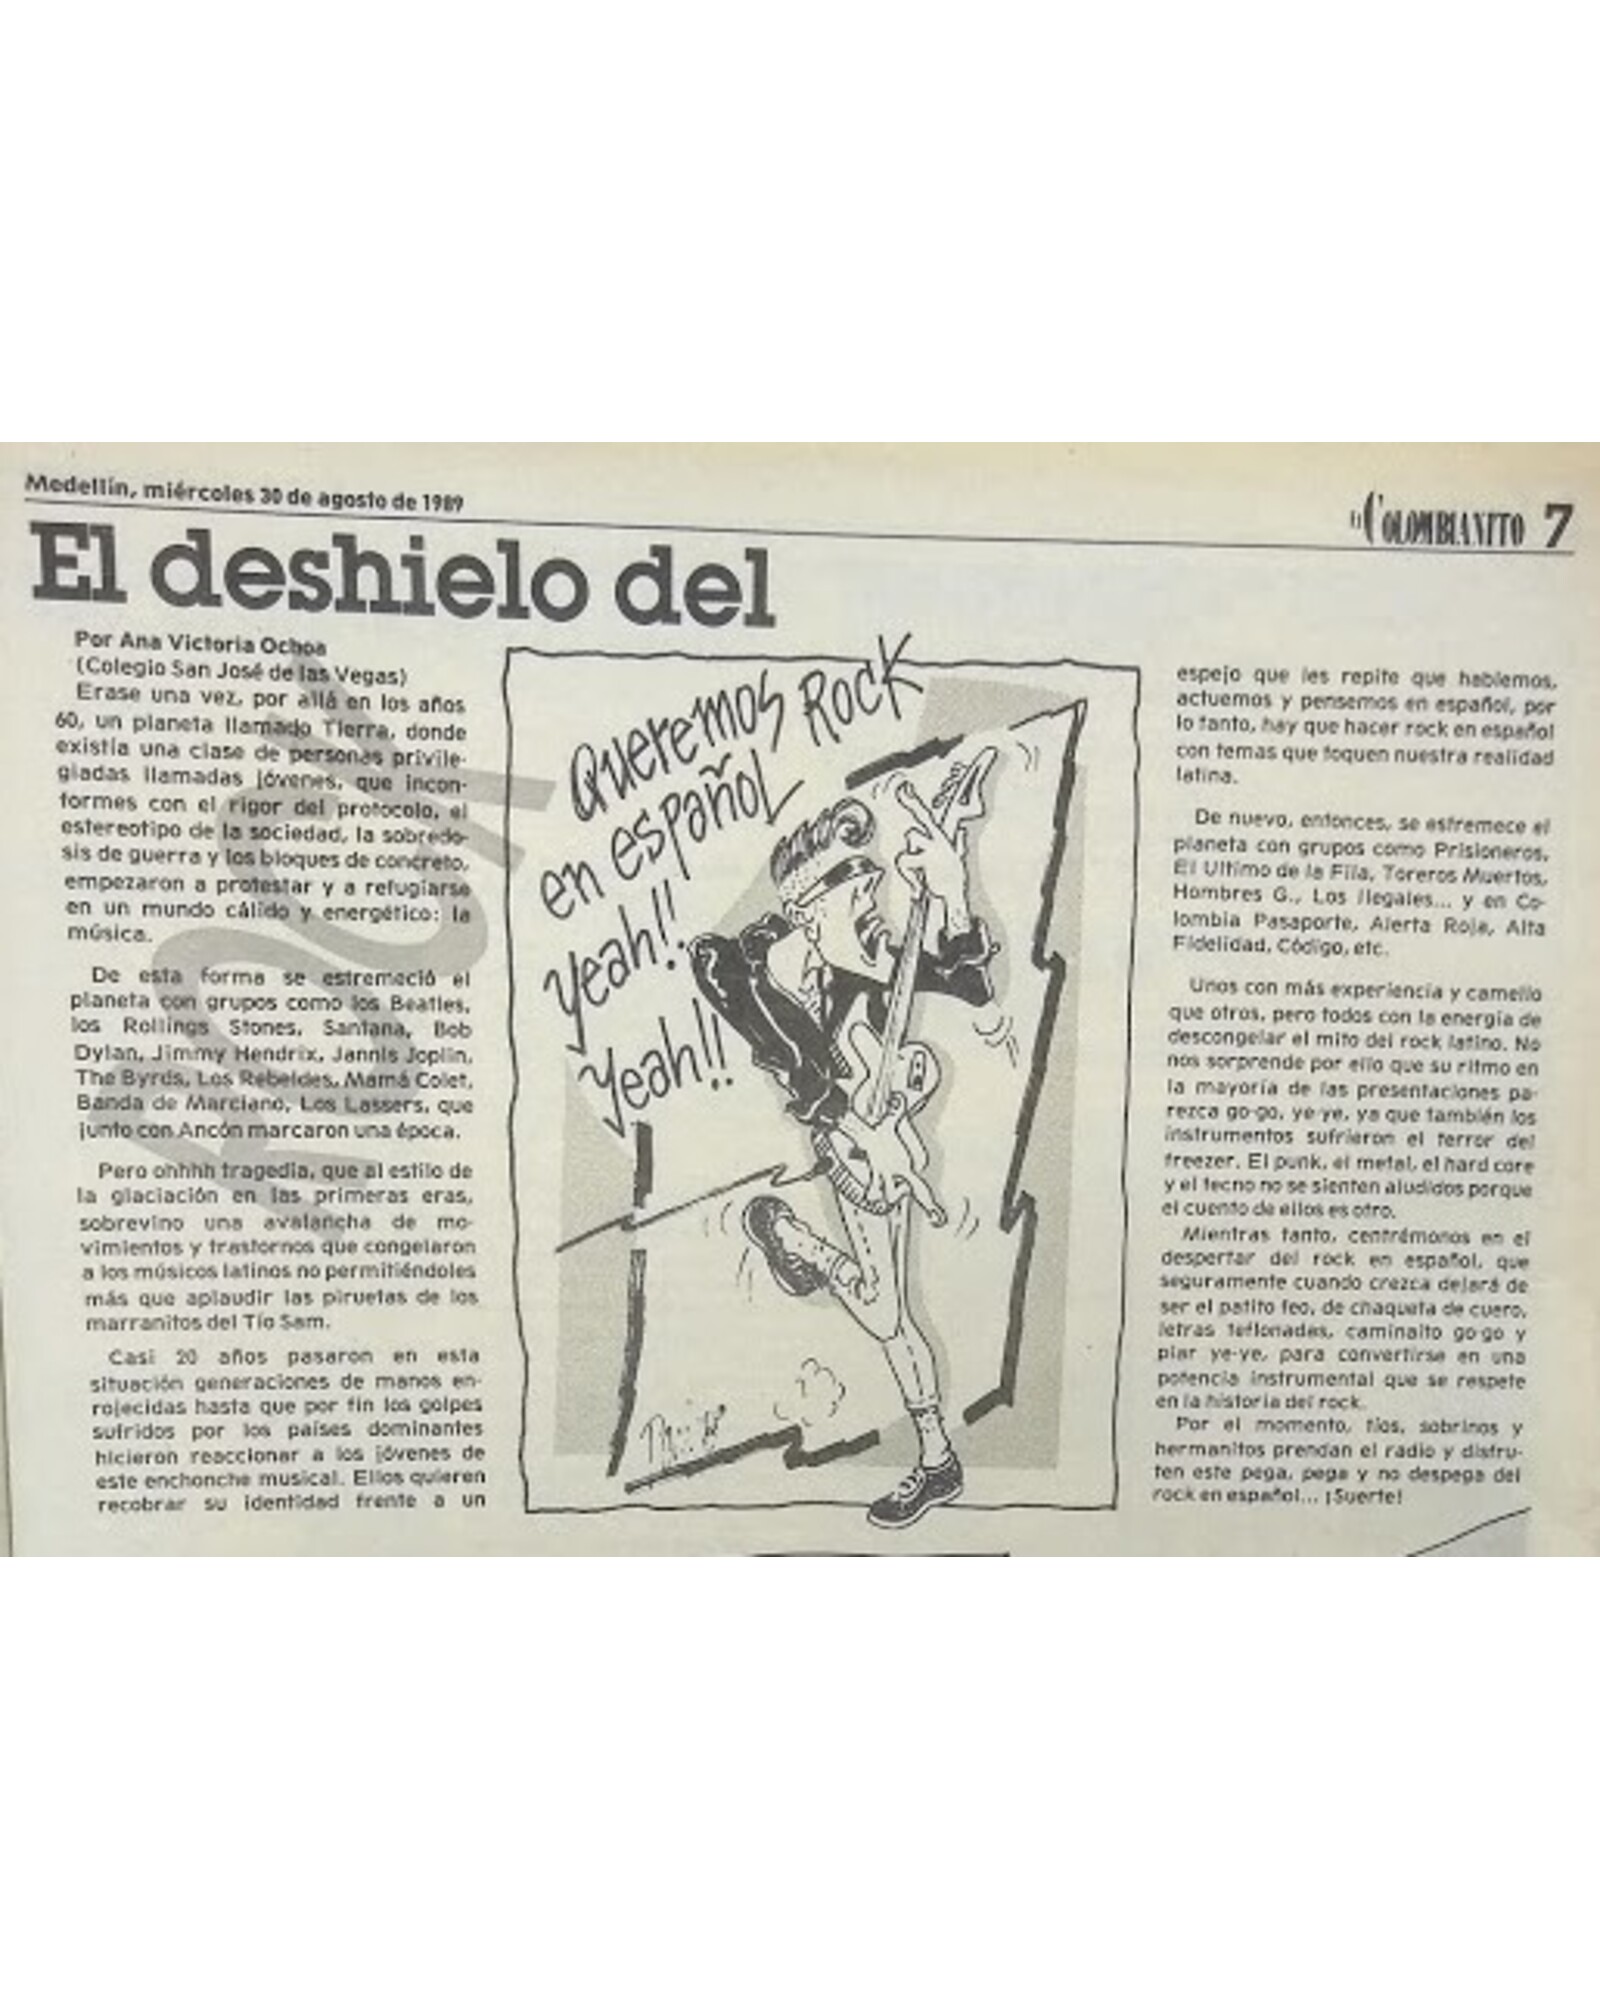 Medellín, miércoles 30 de agosto de 1989
El Colombianito 7
El deshielo del
ROCK
Por Ana Victoria Ochoa
(Colegio San José de las Vegas)
Erase una vez, por allá en los años
60, un planeta llamado Tierra, donde
existía una clase de personas privile-
giadas llamadas jóvenes, que incon-
formes con el rigor del protocolo, el
estereotipo de la sociedad, la sobredo-
sis de guerra y los bloques de concreto,
empezaron a protestar y a refugiarse
en un mundo cálido y energético: la
música.
De esta forma se estremeció el
planeta con grupos como los Beatles,
los Rollings Stones, Santana, Bob
Dylan, Jimmy Hendrix, Jannis Joplin,
The Byrds, Los Rebeldes, Mamá Colet,
Banda de Marciano, Los Lassers, que
junto con Ancón marcaron una época.
Pero ohhhh tragedia, que al estilo de
la glaciación en las primeras eras,
sobrevino una avalancha de mo-
vimientos y trastornos que congelaron
a los músicos latinos no permitiéndoles
más que aplaudir las piruetas de los
marranitos del Tío Sam.
Casi 20 años pasaron en esta
situación generaciones de manos en-
rojecidas hasta que por fin los golpes
sufridos por los países dominantes
hicieron reaccionar a los jóvenes de
este enchonche musical. Ellos quieren
recobrar su identidad frente a un
Queremos Rock
en español
Yeah!!
Yeah!!
espejo que les repite que hablemos,
actuemos y pensemos en español, por
lo tanto, hay que hacer rock en español
con temas que toquen nuestra realidad
latina.
De nuevo, entonces, se estremece el
planeta con grupos como Prisioneros,
El Ultimo de la Fila, Toreros Muertos,
Hombres G., Los Ilegales... y en Co-
lombia Pasaporte, Alerta Roja, Alta
Fidelidad, Código, etc.
Unos con más experiencia y camello
que otros, pero todos con la energía de
descongelar el mito del rock latino. No
nos sorprende por ello que su ritmo en
la mayoría de las presentaciones pa-
rezca go-go, ye-ye, ya que también los
instrumentos sufrieron el terror del
freezer. El punk, el metal, el hard core
y el tecno no se sienten aludidos porque
el cuento de ellos es otro.
Mientras tanto, centrémonos en el
despertar del rock en español, que
seguramente cuando crezca dejará de
ser el patito feo, de chaqueta de cuero,
letras teflonadas, caminaito go-go y
piar ye-ye, para convertirse en una
potencia instrumental que se respete
en la historia del rock.
Por el momento, tíos, sobrinos y
hermanitos prendan el radio y disfru-
ten este pega, pega y no despega del
rock en español... ¡Suerte!